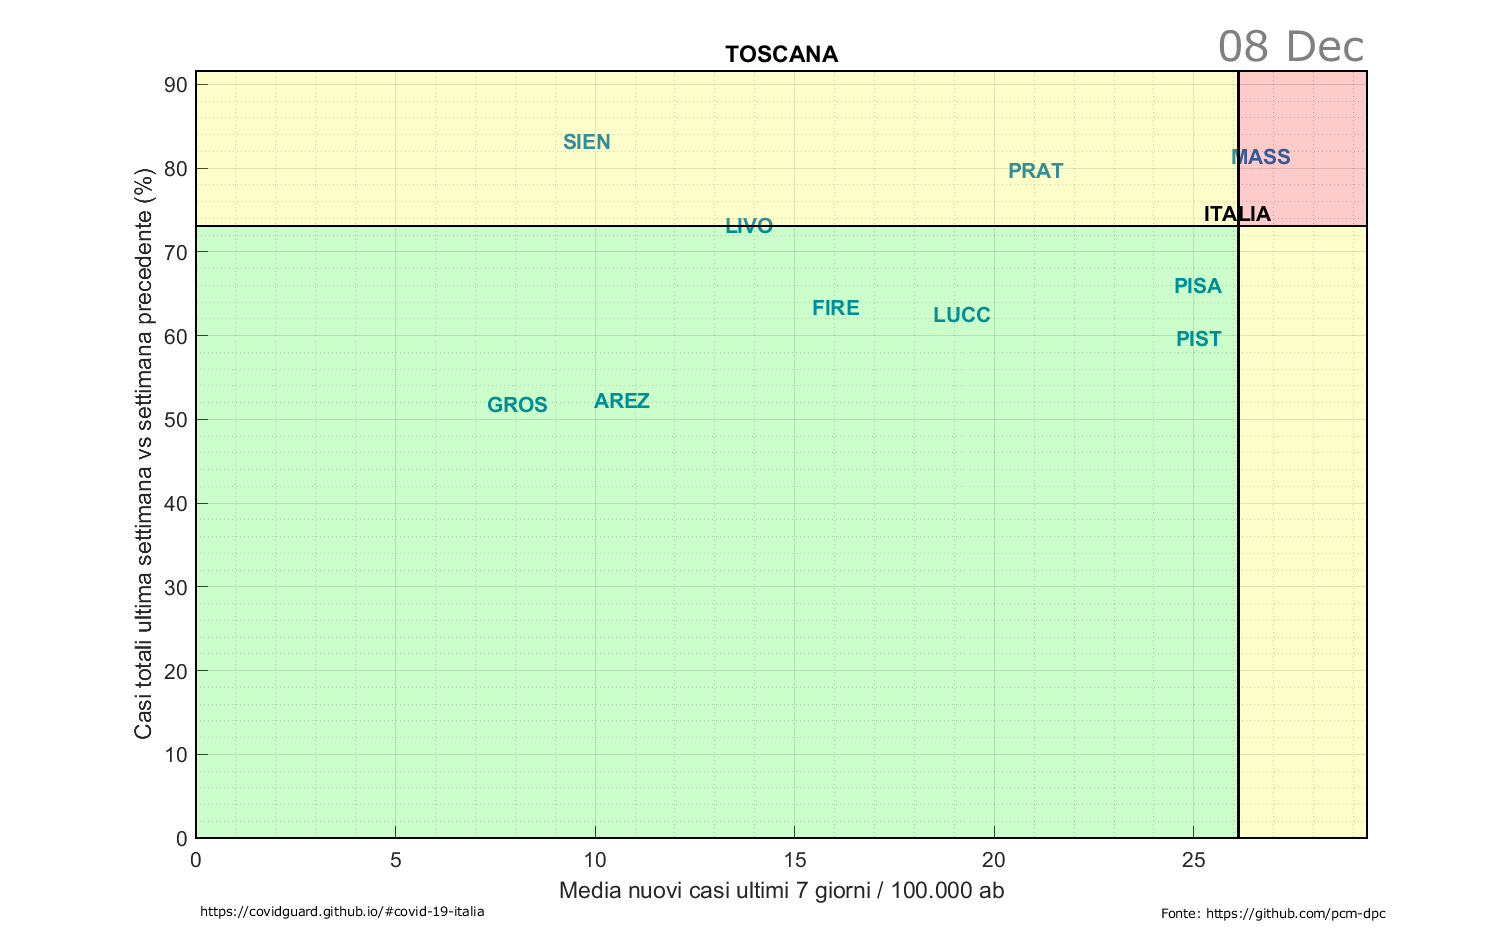 TOSCANA
08 Dec
Casi totali ultima settimana vs settimana precedente (%)
90
80
70
60
50
40
30
20
10
0
SIEN
MASS
PRAT
ITALIA
LIVO
PISA
FIRE
LUCC
PIST
AREZ
GROS
0 5 10 15 20 25
Media nuovi casi ultimi 7 giorni / 100.000 ab
https://covidguard.github.io/#covid-19-italia
Fonte: https://github.com/pcm-dpc